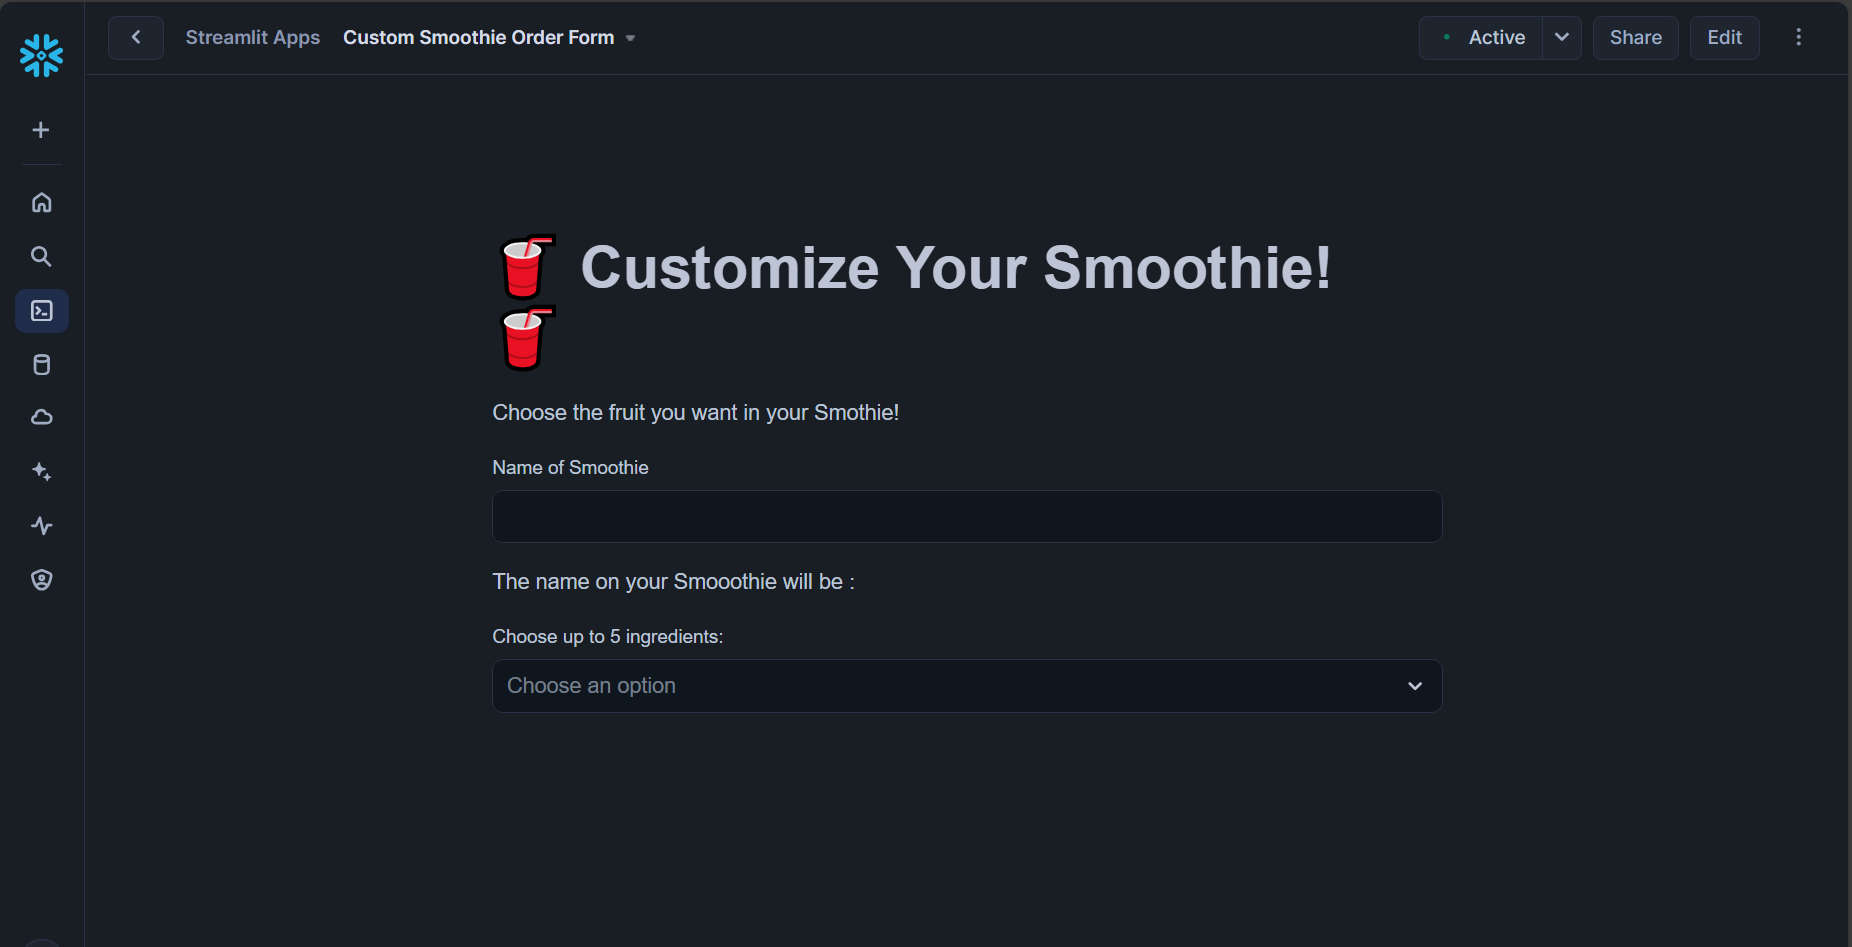 Streamlit Apps Custom Smoothie Order Form
Active Share Edit
Customize Your Smoothie!
Choose the fruit you want in your Smothie!
Name of Smoothie
The name on your Smooothie will be :
Choose up to 5 ingredients:
Choose an option